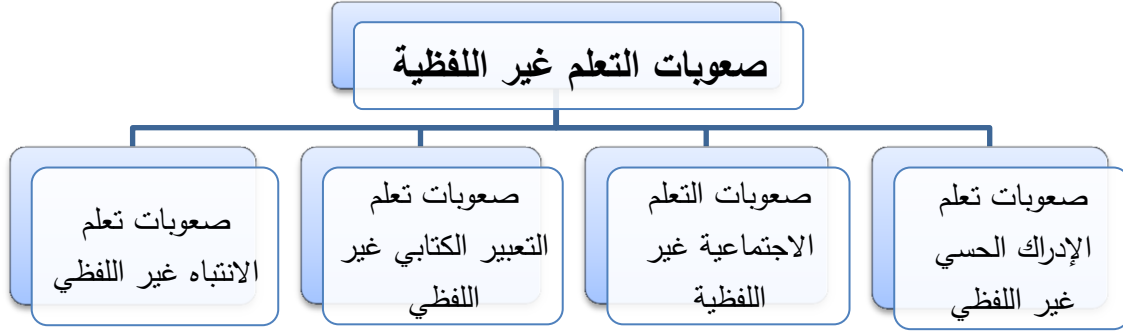 صعوبات التعلم غير اللفظية
صعوبات تعلم
الإدراك الحسي
غير اللفظي
صعوبات التعلم
الاجتماعية غير
اللفظية
صعوبات تعلم
التعبير الكتابي غير
اللفظي
صعوبات تعلم
الانتباه غير اللفظي